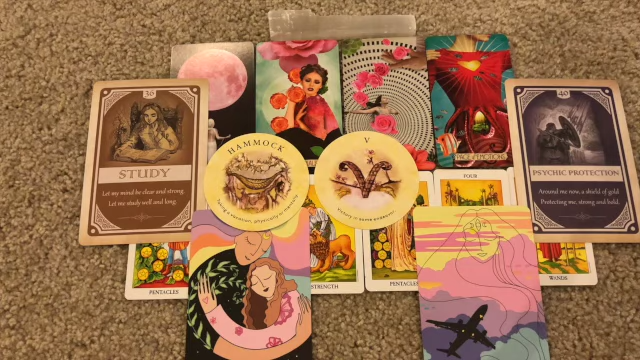 36
STUDY
Let my mind be clear and strong.
Let me study well and long.
HAMMOCK
V
40
PSYCHIC PROTECTION
Around me now, a shield of gold
Protecting me, strong and bold.
PENTACLES
STRENGTH
PENTACLES
FOUR
WANDS